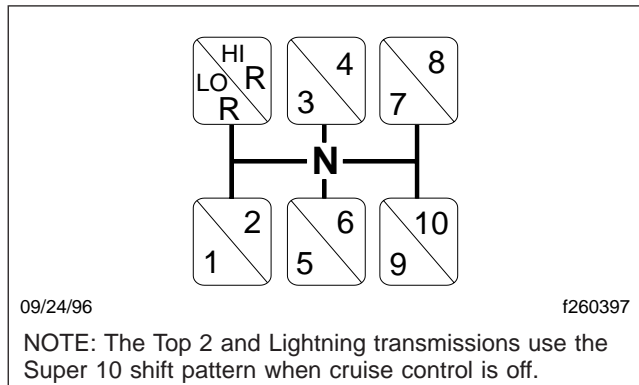 HI
LO R
R
4
3
8
7
N
2
1
6
5
10
9
09/24/96 f260397
NOTE: The Top 2 and Lightning transmissions use the
Super 10 shift pattern when cruise control is off.